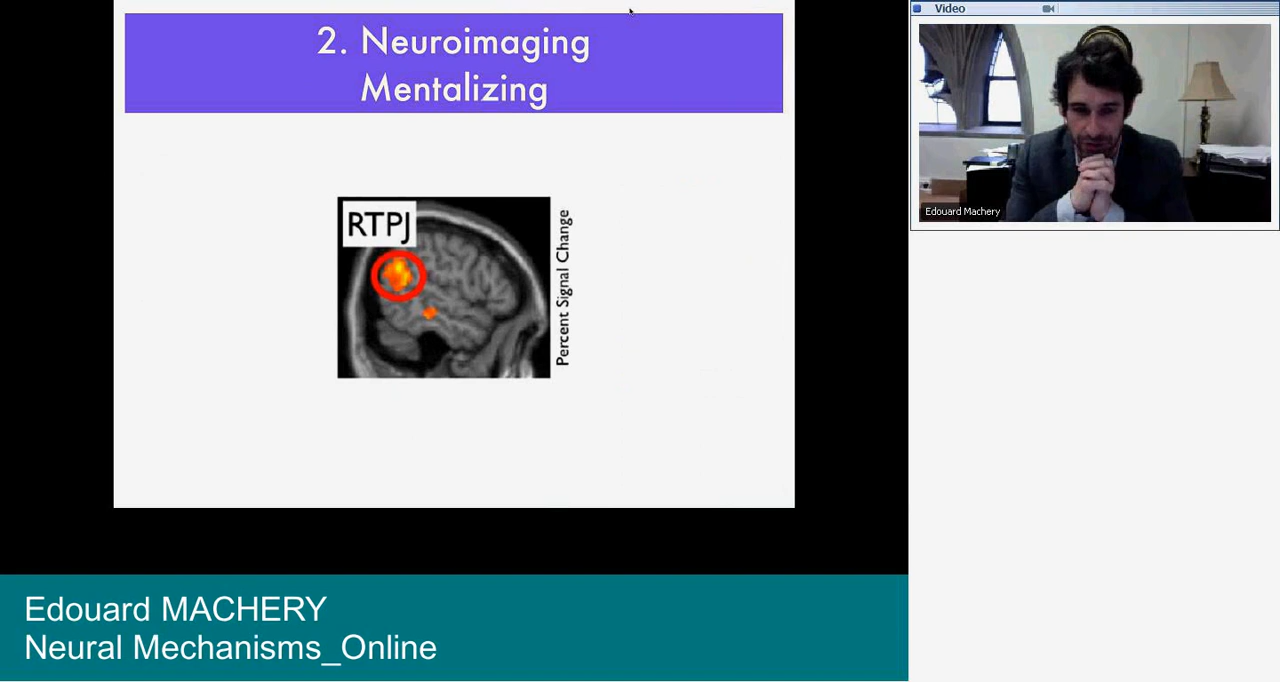 2. Neuroimaging
Mentalizing
RTPJ
Percent Signal Change
Video
Edouard Machery
Edouard MACHERY
Neural Mechanisms_Online